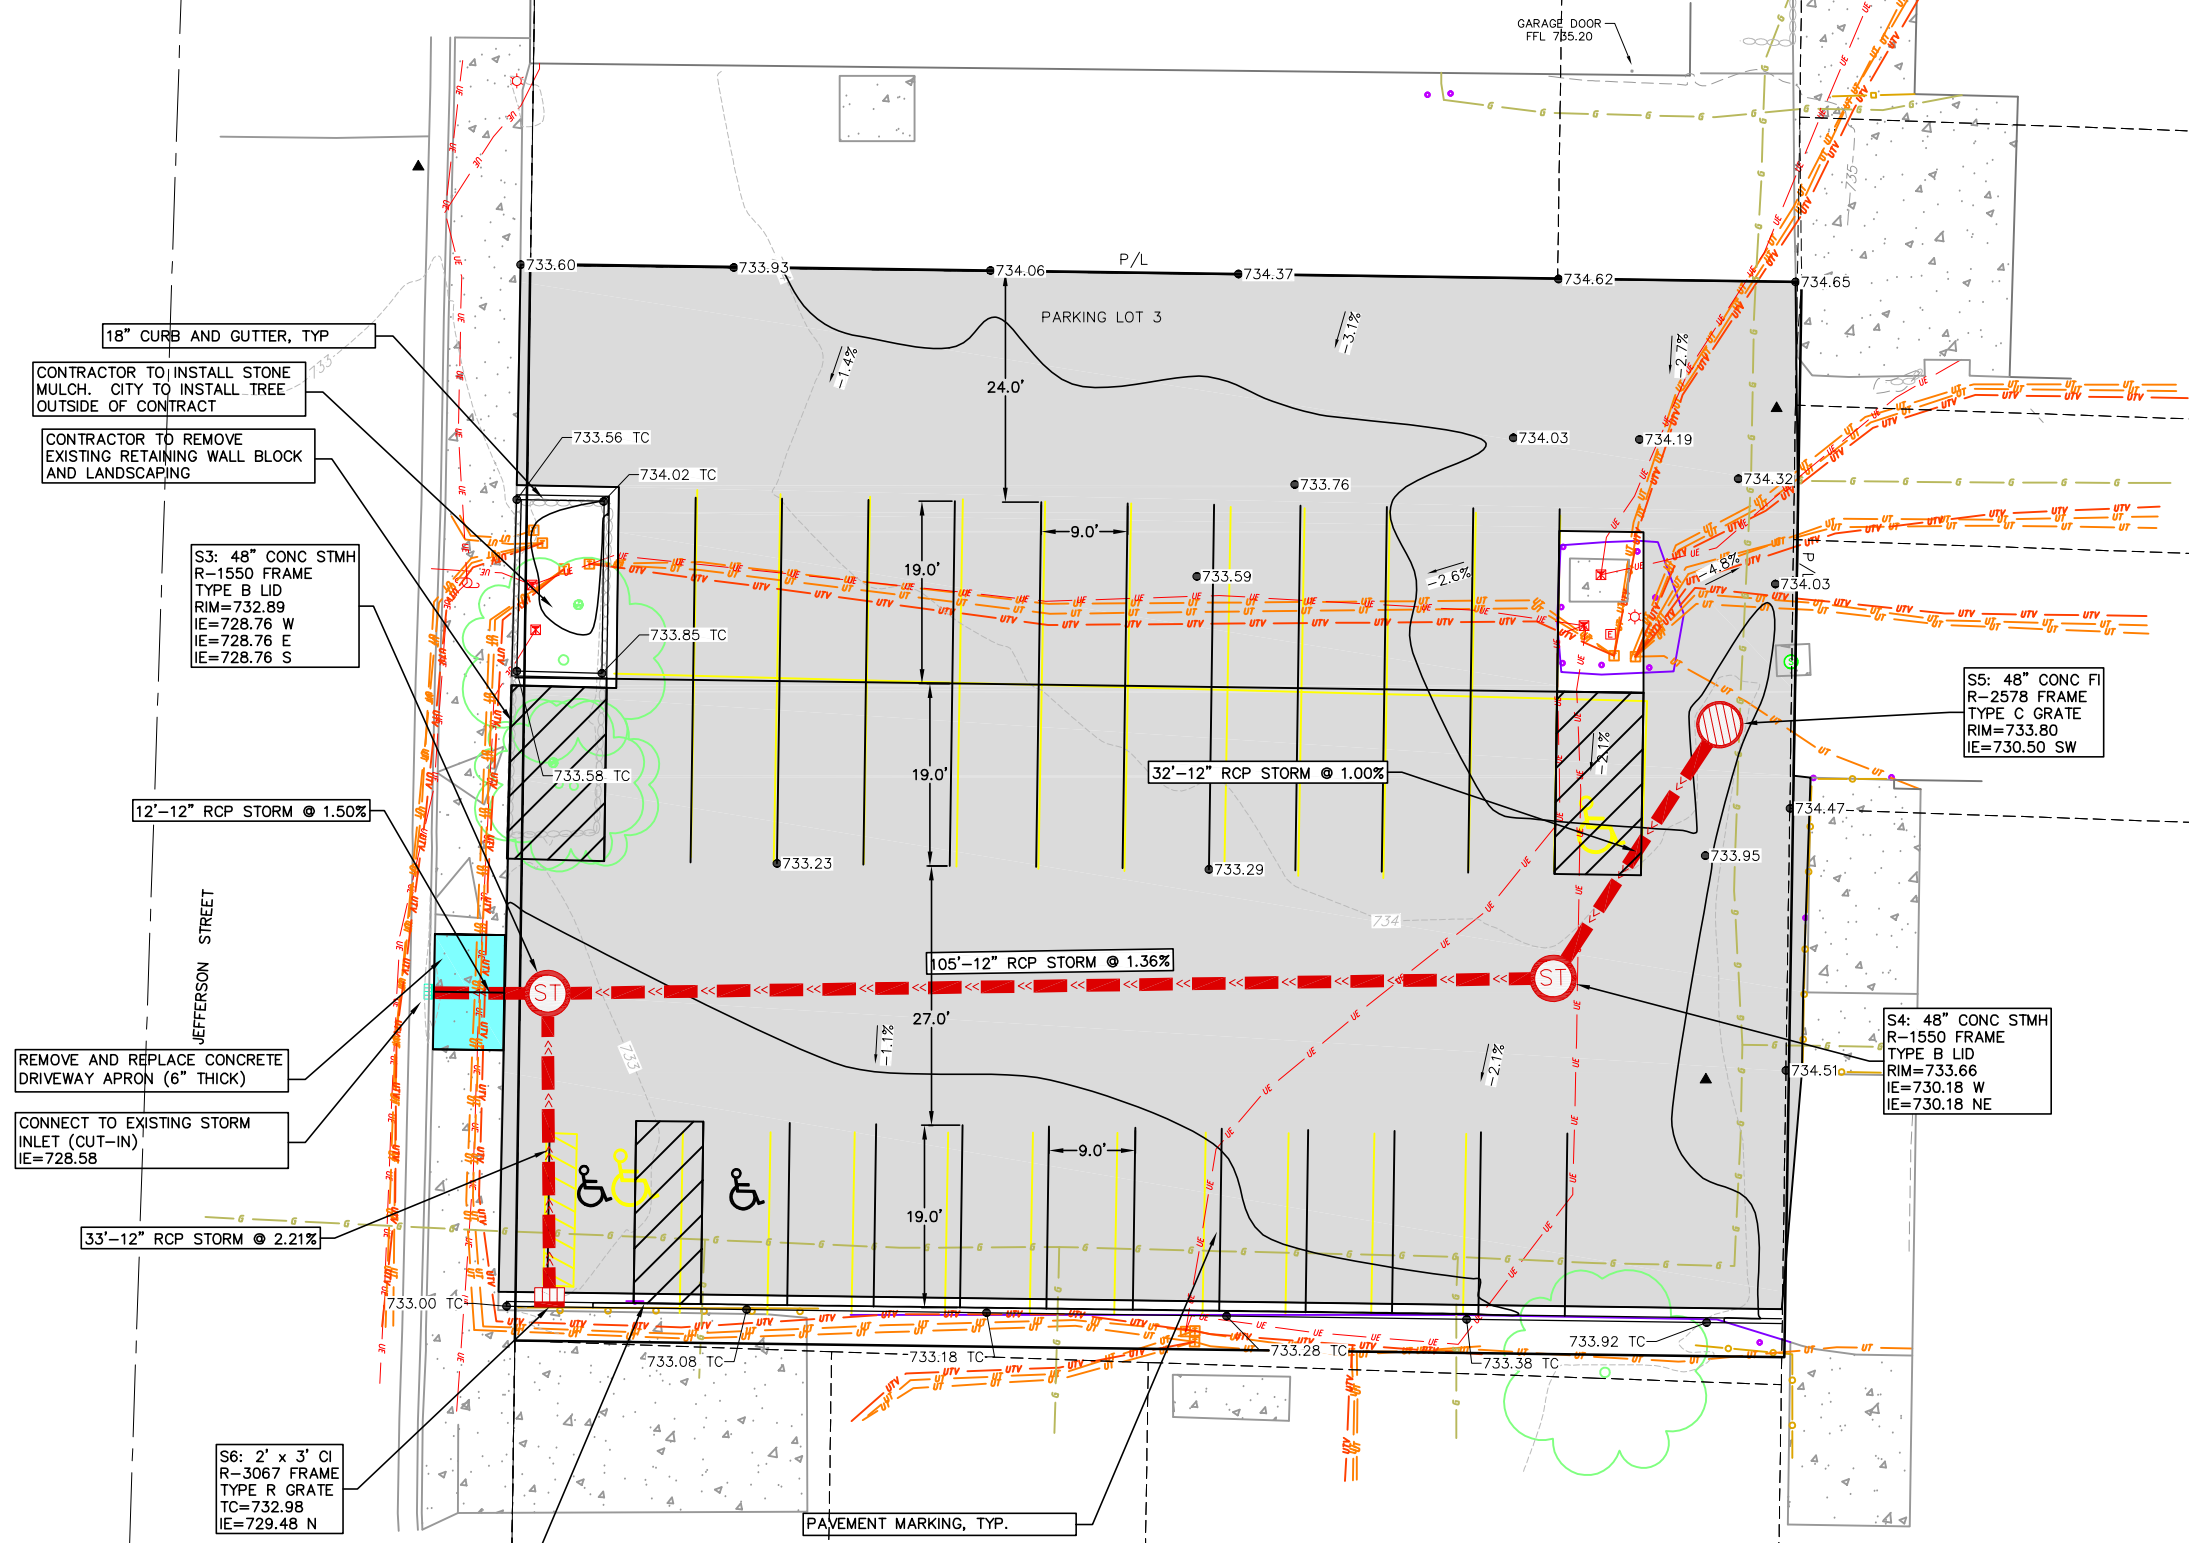 GARAGE DOOR
FFL 735.20
P/L
733.60
733.93
734.06
734.37
734.62
734.65
PARKING LOT 3
18" CURB AND GUTTER, TYP
-1.4%
-3.1%
-2.7%
733
735
CONTRACTOR TO INSTALL STONE
MULCH. CITY TO INSTALL TREE
OUTSIDE OF CONTRACT
24.0'
CONTRACTOR TO REMOVE
EXISTING RETAINING WALL BLOCK
AND LANDSCAPING
733.56 TC
734.02 TC
734.03
734.19
734.32
733.76
9.0'
19.0'
S3: 48" CONC STMH
R-1550 FRAME
TYPE B LID
RIM=732.89
IE=728.76 W
IE=728.76 E
IE=728.76 S
733.59
-2.6%
-4.8%
P/L
734.03
733.85 TC
S5: 48" CONC FI
R-2578 FRAME
TYPE C GRATE
RIM=733.80
IE=730.50 SW
733.58 TC
19.0'
32'-12" RCP STORM @ 1.00%
-2.1%
12'-12" RCP STORM @ 1.50%
734.47
733.23
733.29
733.95
JEFFERSON STREET
734
105'-12" RCP STORM @ 1.36%
ST
ST
27.0'
-1.1%
-2.1%
733
S4: 48" CONC STMH
R-1550 FRAME
TYPE B LID
RIM=733.66
IE=730.18 W
IE=730.18 NE
734.51
REMOVE AND REPLACE CONCRETE
DRIVEWAY APRON (6" THICK)
CONNECT TO EXISTING STORM
INLET (CUT-IN)
IE=728.58
9.0'
19.0'
33'-12" RCP STORM @ 2.21%
733.00 TC
733.08 TC
733.18 TC
733.28 TC
733.38 TC
733.92 TC
S6: 2' x 3' CI
R-3067 FRAME
TYPE R GRATE
TC=732.98
IE=729.48 N
PAVEMENT MARKING, TYP.